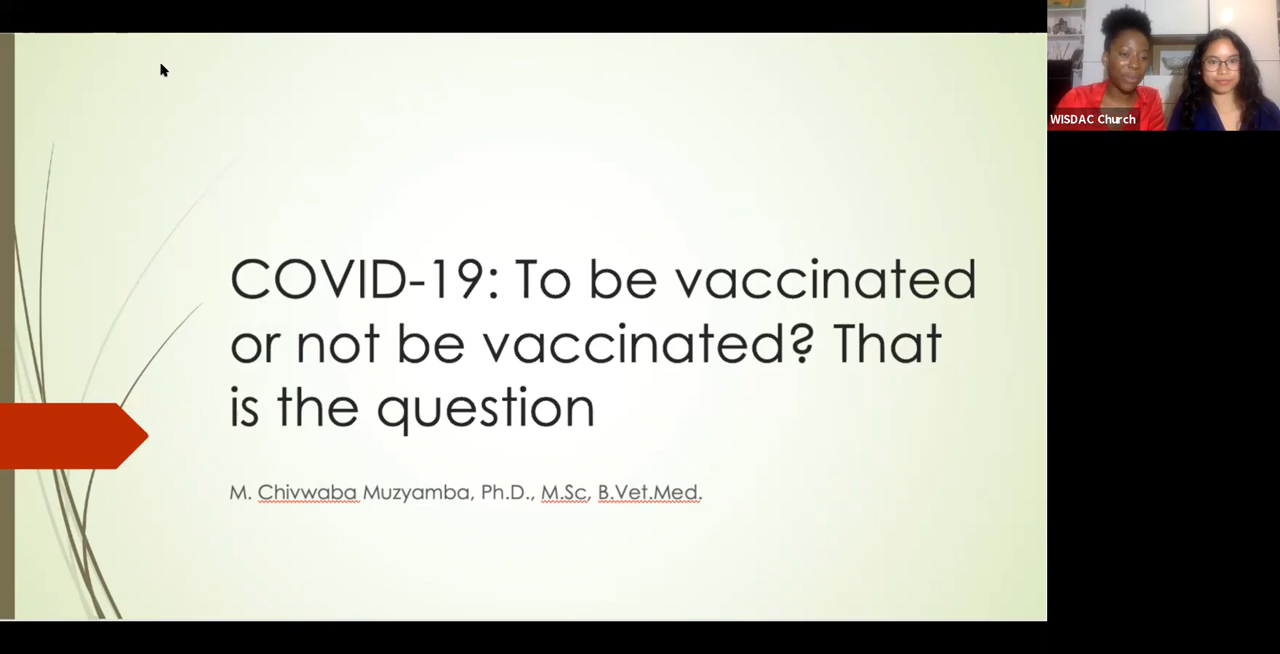 COVID-19: To be vaccinated
or not be vaccinated? That
is the question
M. Chivwaba Muzyamba, Ph.D., M.Sc, B.Vet.Med.
WISDAC Church